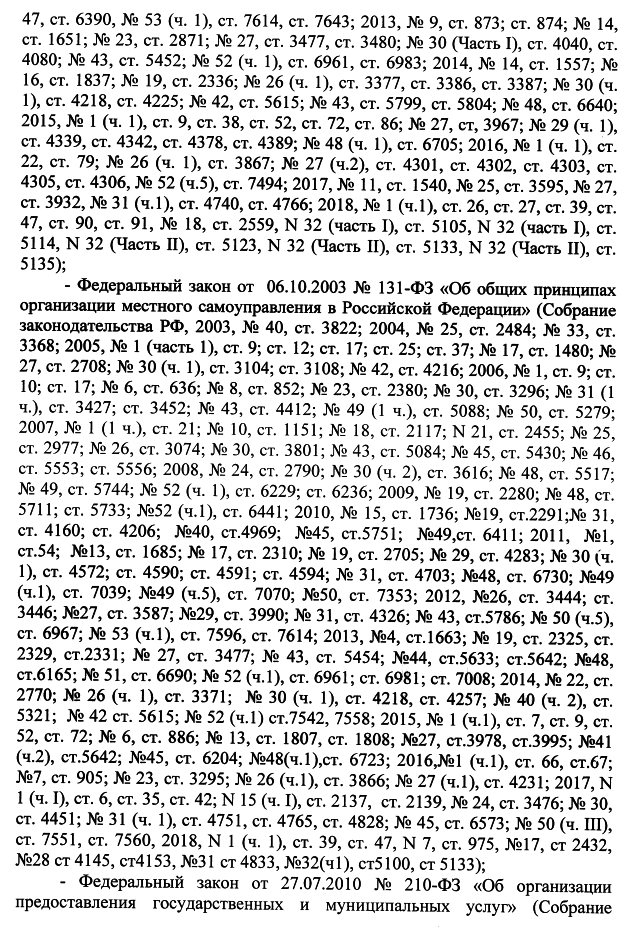 47, ст. 6390, № 53 (ч. 1), ст. 7614, ст. 7643; 2013, № 9, ст. 873; ст. 874; № 14,
ст. 1651; № 23, ст. 2871; № 27, ст. 3477, ст. 3480; № 30 (Часть I), ст. 4040, ст.
4080; № 43, ст. 5452; № 52 (ч. 1), ст. 6961, ст. 6983; 2014, № 14, ст. 1557; №
16, ст. 1837; № 19, ст. 2336; № 26 (ч. 1), ст. 3377, ст. 3386, ст. 3387; № 30 (ч.
1), ст. 4218, ст. 4225; № 42, ст. 5615; № 43, ст. 5799, ст. 5804; № 48, ст. 6640;
2015, № 1 (ч. 1), ст. 9, ст. 38, ст. 52, ст. 72, ст. 86; № 27, ст, 3967; № 29 (ч. 1),
ст. 4339, ст. 4342, ст. 4378, ст. 4389; № 48 (ч. 1), ст. 6705; 2016, № 1 (ч. 1), ст.
22, ст. 79; № 26 (ч. 1), ст. 3867; № 27 (ч.2), ст. 4301, ст. 4302, ст. 4303, ст.
4305, ст. 4306, № 52 (ч.5), ст. 7494; 2017, № 11, ст. 1540, № 25, ст. 3595, № 27,
ст. 3932, № 31 (ч.1), ст. 4740, ст. 4766; 2018, № 1 (ч.1), ст. 26, ст. 27, ст. 39, ст.
47, ст. 90, ст. 91, № 18, ст. 2559, N 32 (часть I), ст. 5105, N 32 (часть I), ст.
5114, N 32 (Часть II), ст. 5123, N 32 (Часть II), ст. 5133, N 32 (Часть II), ст.
5135);
- Федеральный закон от 06.10.2003 № 131-ФЗ «Об общих принципах
организации местного самоуправления в Российской Федерации» (Собрание
законодательства РФ, 2003, № 40, ст. 3822; 2004, № 25, ст. 2484; № 33, ст.
3368; 2005, № 1 (часть 1), ст. 9; ст. 12; ст. 17; ст. 25; ст. 37; № 17, ст. 1480; №
27, ст. 2708; № 30 (ч. 1), ст. 3104; ст. 3108; № 42, ст. 4216; 2006, № 1, ст. 9; ст.
10; ст. 17; № 6, ст. 636; № 8, ст. 852; № 23, ст. 2380; № 30, ст. 3296; № 31 (1
ч.), ст. 3427; ст. 3452; № 43, ст. 4412; № 49 (1 ч.), ст. 5088; № 50, ст. 5279;
2007, № 1 (1 ч.), ст. 21; № 10, ст. 1151; № 18, ст. 2117; N 21, ст. 2455; № 25,
ст. 2977; № 26, ст. 3074; № 30, ст. 3801; № 43, ст. 5084; № 45, ст. 5430; № 46,
ст. 5553; ст. 5556; 2008, № 24, ст. 2790; № 30 (ч. 2), ст. 3616; № 48, ст. 5517;
№ 49, ст. 5744; № 52 (ч. 1), ст. 6229; ст. 6236; 2009, № 19, ст. 2280; № 48, ст.
5711; ст. 5733; №52 (ч.1), ст. 6441; 2010, № 15, ст. 1736; №19, ст.2291;№ 31,
ст. 4160; ст. 4206; №40, ст.4969; №45, ст.5751; №49,ст. 6411; 2011, №1,
ст.54; №13, ст. 1685; № 17, ст. 2310; № 19, ст. 2705; № 29, ст. 4283; № 30 (ч.
1), ст. 4572; ст. 4590; ст. 4591; ст. 4594; № 31, ст. 4703; №48, ст. 6730; №49
(ч.1), ст. 7039; №49 (ч.5), ст. 7070; №50, ст. 7353; 2012, №26, ст. 3444; ст.
3446; №27, ст. 3587; №29, ст. 3990; № 31, ст. 4326; № 43, ст.5786; № 50 (ч.5),
ст. 6967; № 53 (ч.1), ст. 7596, ст. 7614; 2013, №4, ст.1663; № 19, ст. 2325, ст.
2329, ст.2331; № 27, ст. 3477; № 43, ст. 5454; №44, ст.5633; ст.5642; №48,
ст.6165; № 51, ст. 6690; № 52 (ч.1), ст. 6961; ст. 6981; ст. 7008; 2014, № 22, ст.
2770; № 26 (ч. 1), ст. 3371; № 30 (ч. 1), ст. 4218, ст. 4257; № 40 (ч. 2), ст.
5321; № 42 ст. 5615; № 52 (ч.1) ст.7542, 7558; 2015, № 1 (ч.1), ст. 7, ст. 9, ст.
52, ст. 72; № 6, ст. 886; № 13, ст. 1807, ст. 1808; №27, ст.3978, ст.3995; №41
(ч.2), ст.5642; №45, ст. 6204; №48(ч.1),ст. 6723; 2016,№1 (ч.1), ст. 66, ст.67;
№7, ст. 905; № 23, ст. 3295; № 26 (ч.1), ст. 3866; № 27 (ч.1), ст. 4231; 2017, N
1 (ч. I), ст. 6, ст. 35, ст. 42; N 15 (ч. I), ст. 2137, ст. 2139, № 24, ст. 3476; № 30,
ст. 4451; № 31 (ч. 1), ст. 4751, ст. 4765, ст. 4828; № 45, ст. 6573; № 50 (ч. III),
ст. 7551, ст. 7560, 2018, N 1 (ч. 1), ст. 39, ст. 47, N 7, ст. 975, №17, ст 2432,
№28 ст 4145, ст4153, №31 ст 4833, №32(ч1), ст5100, ст 5133);
- Федеральный закон от 27.07.2010 № 210-ФЗ «Об организации
предоставления государственных и муниципальных услуг» (Собрание